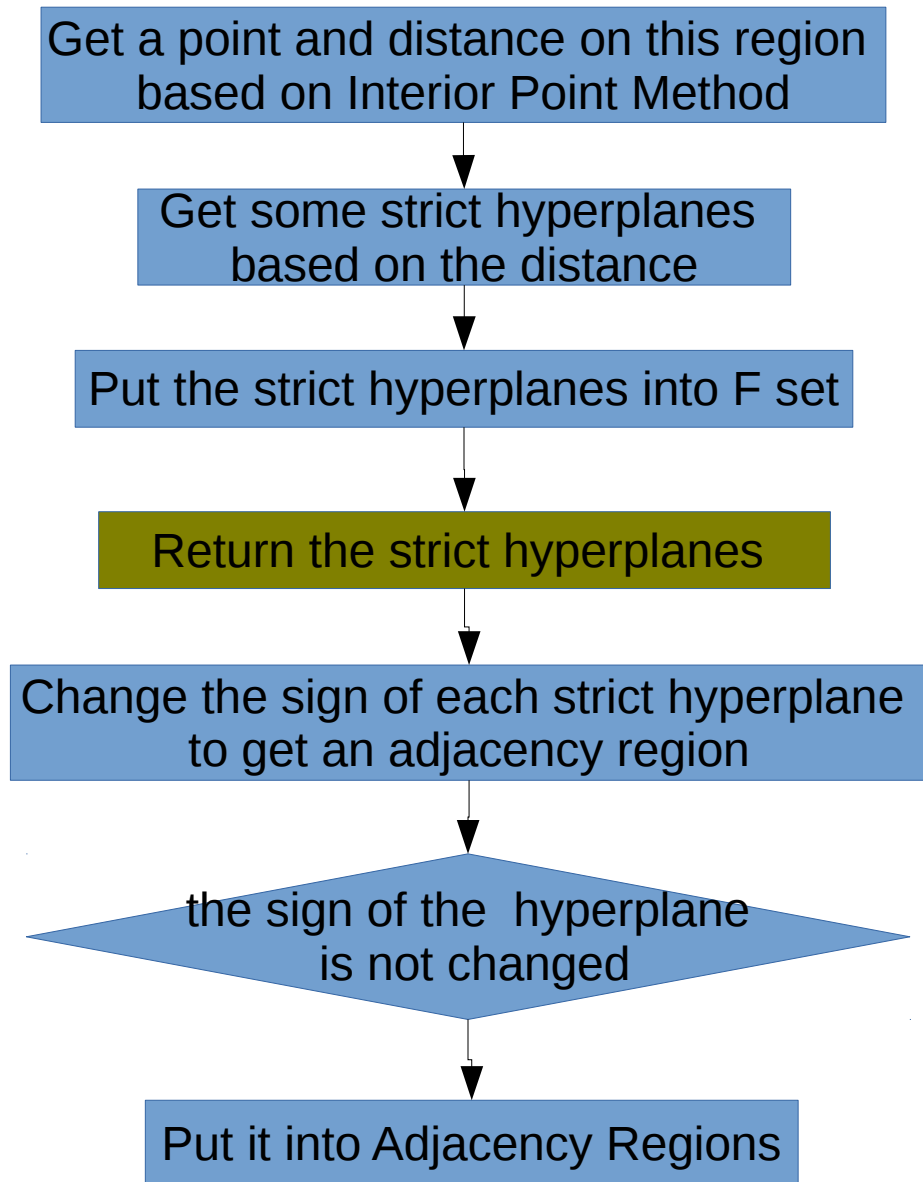 Get a point and distance on this region
based on Interior Point Method
Get some strict hyperplanes
based on the distance
Put the strict hyperplanes into F set
Return the strict hyperplanes
Change the sign of each strict hyperplane
to get an adjacency region
the sign of the hyperplane
is not changed
Put it into Adjacency Regions